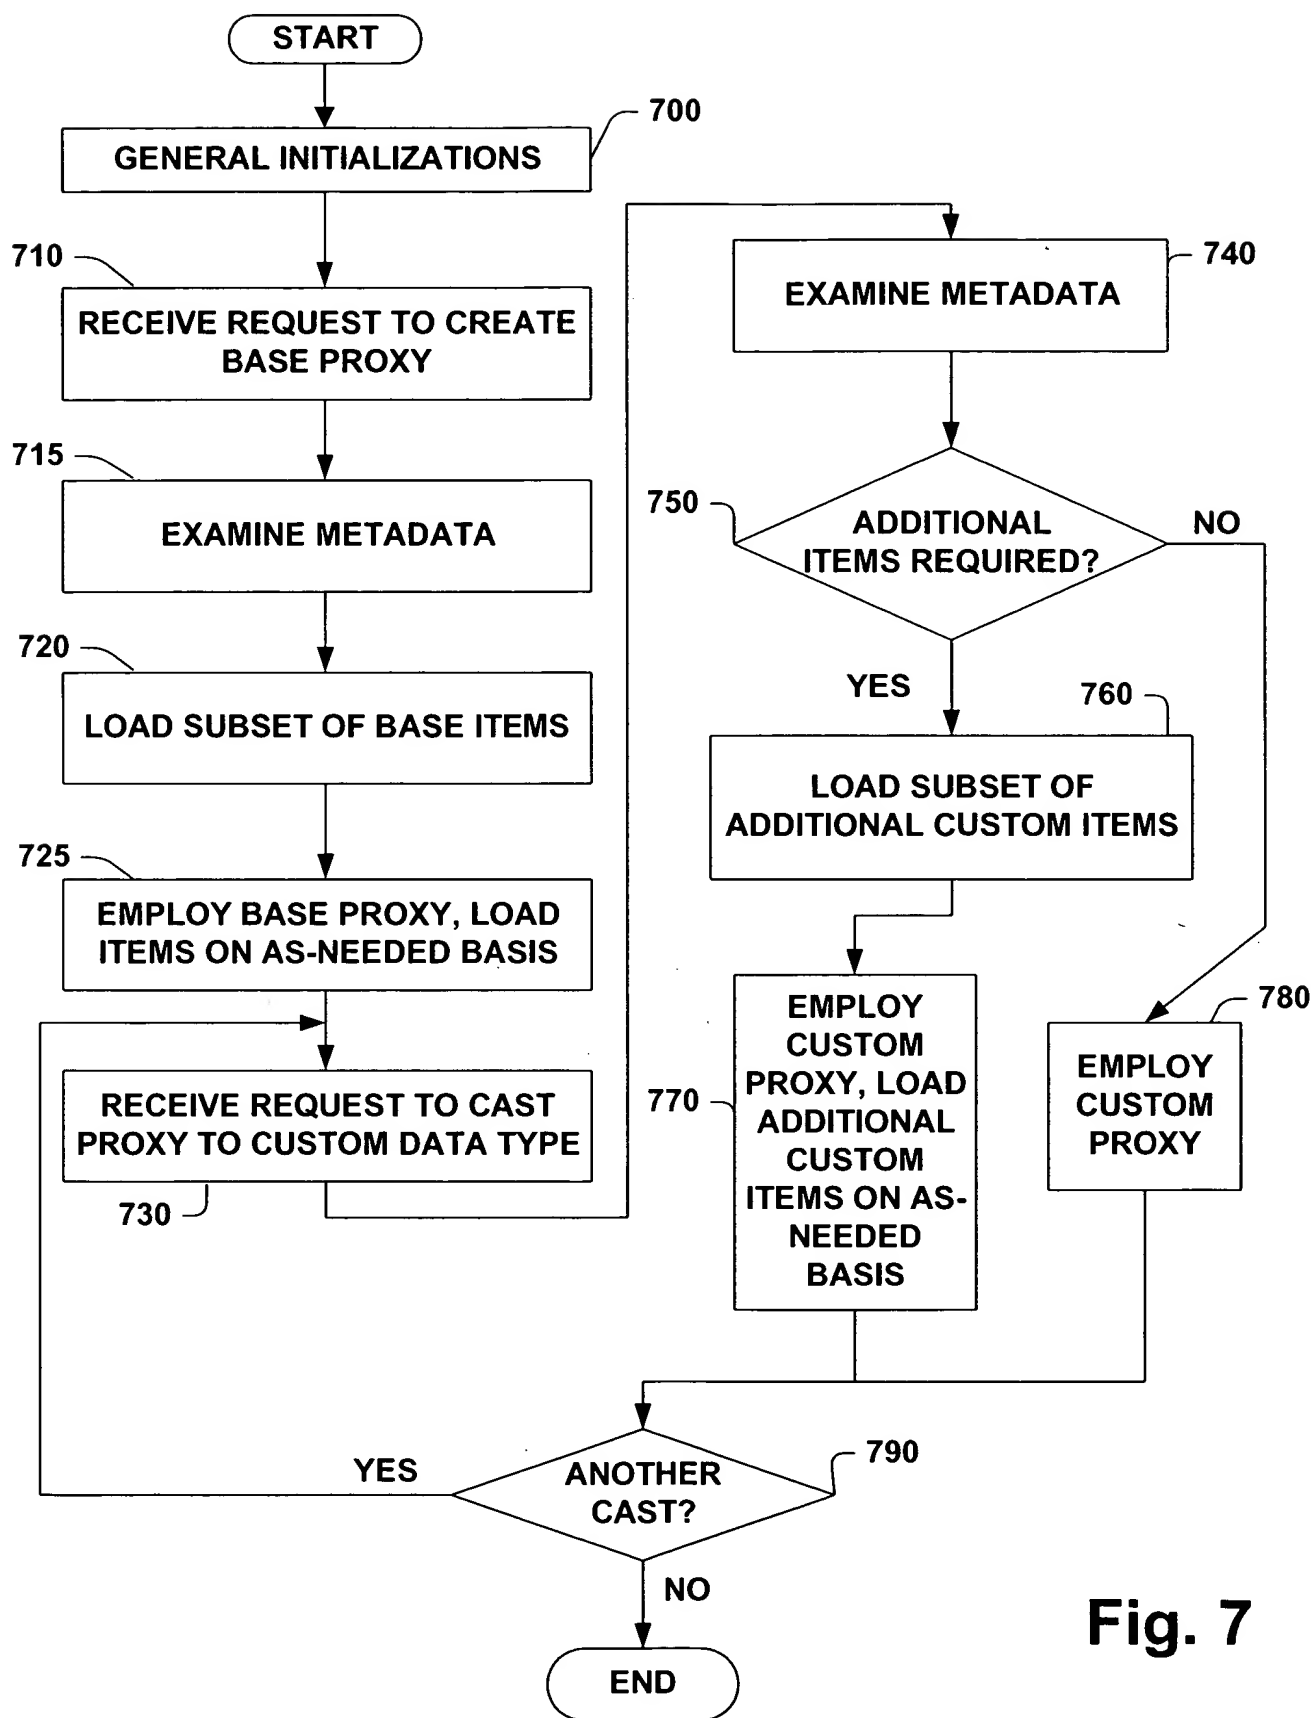 START
700
GENERAL INITIALIZATIONS
710
RECEIVE REQUEST TO CREATE
BASE PROXY
715
EXAMINE METADATA
720
LOAD SUBSET OF BASE ITEMS
725
EMPLOY BASE PROXY, LOAD
ITEMS ON AS-NEEDED BASIS
RECEIVE REQUEST TO CAST
PROXY TO CUSTOM DATA TYPE
730
740
EXAMINE METADATA
750
ADDITIONAL
ITEMS REQUIRED?
NO
YES
760
LOAD SUBSET OF
ADDITIONAL CUSTOM ITEMS
770
EMPLOY
CUSTOM
PROXY, LOAD
ADDITIONAL
CUSTOM
ITEMS ON AS-
NEEDED
BASIS
780
EMPLOY
CUSTOM
PROXY
790
ANOTHER
CAST?
YES
NO
END
Fig. 7